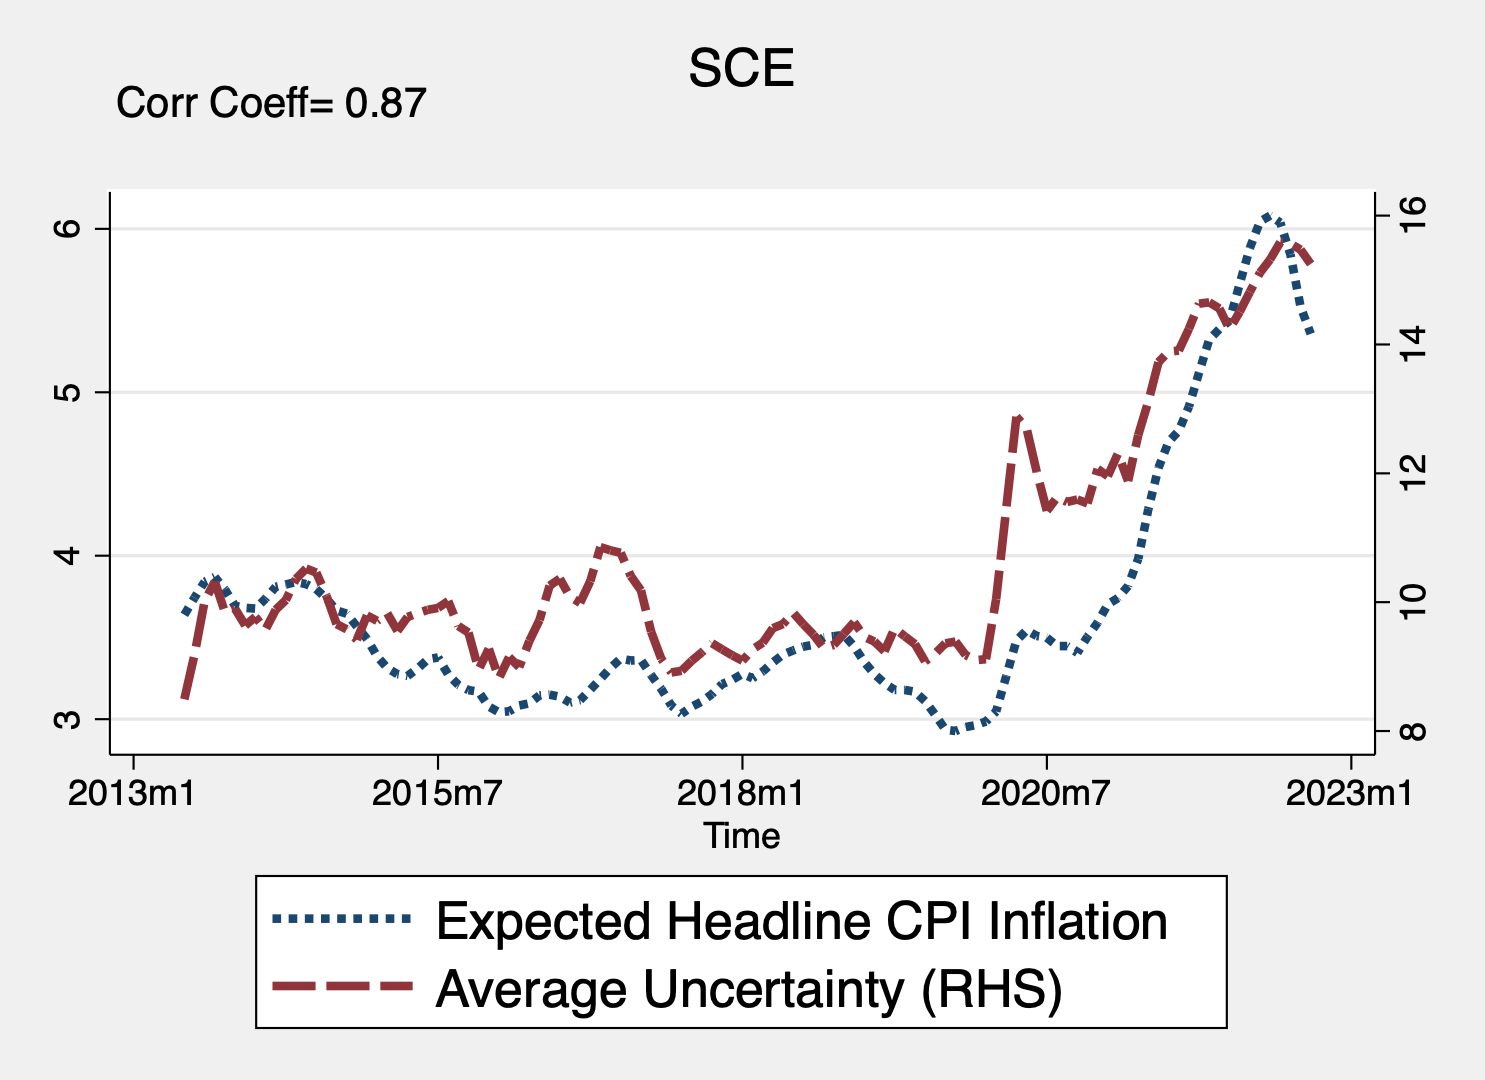 SCE
Corr Coeff= 0.87
6
5
4
3
16
14
12
10
8
2013m1 2015m7 2018m1 2020m7 2023m1
Time
Expected Headline CPI Inflation
Average Uncertainty (RHS)